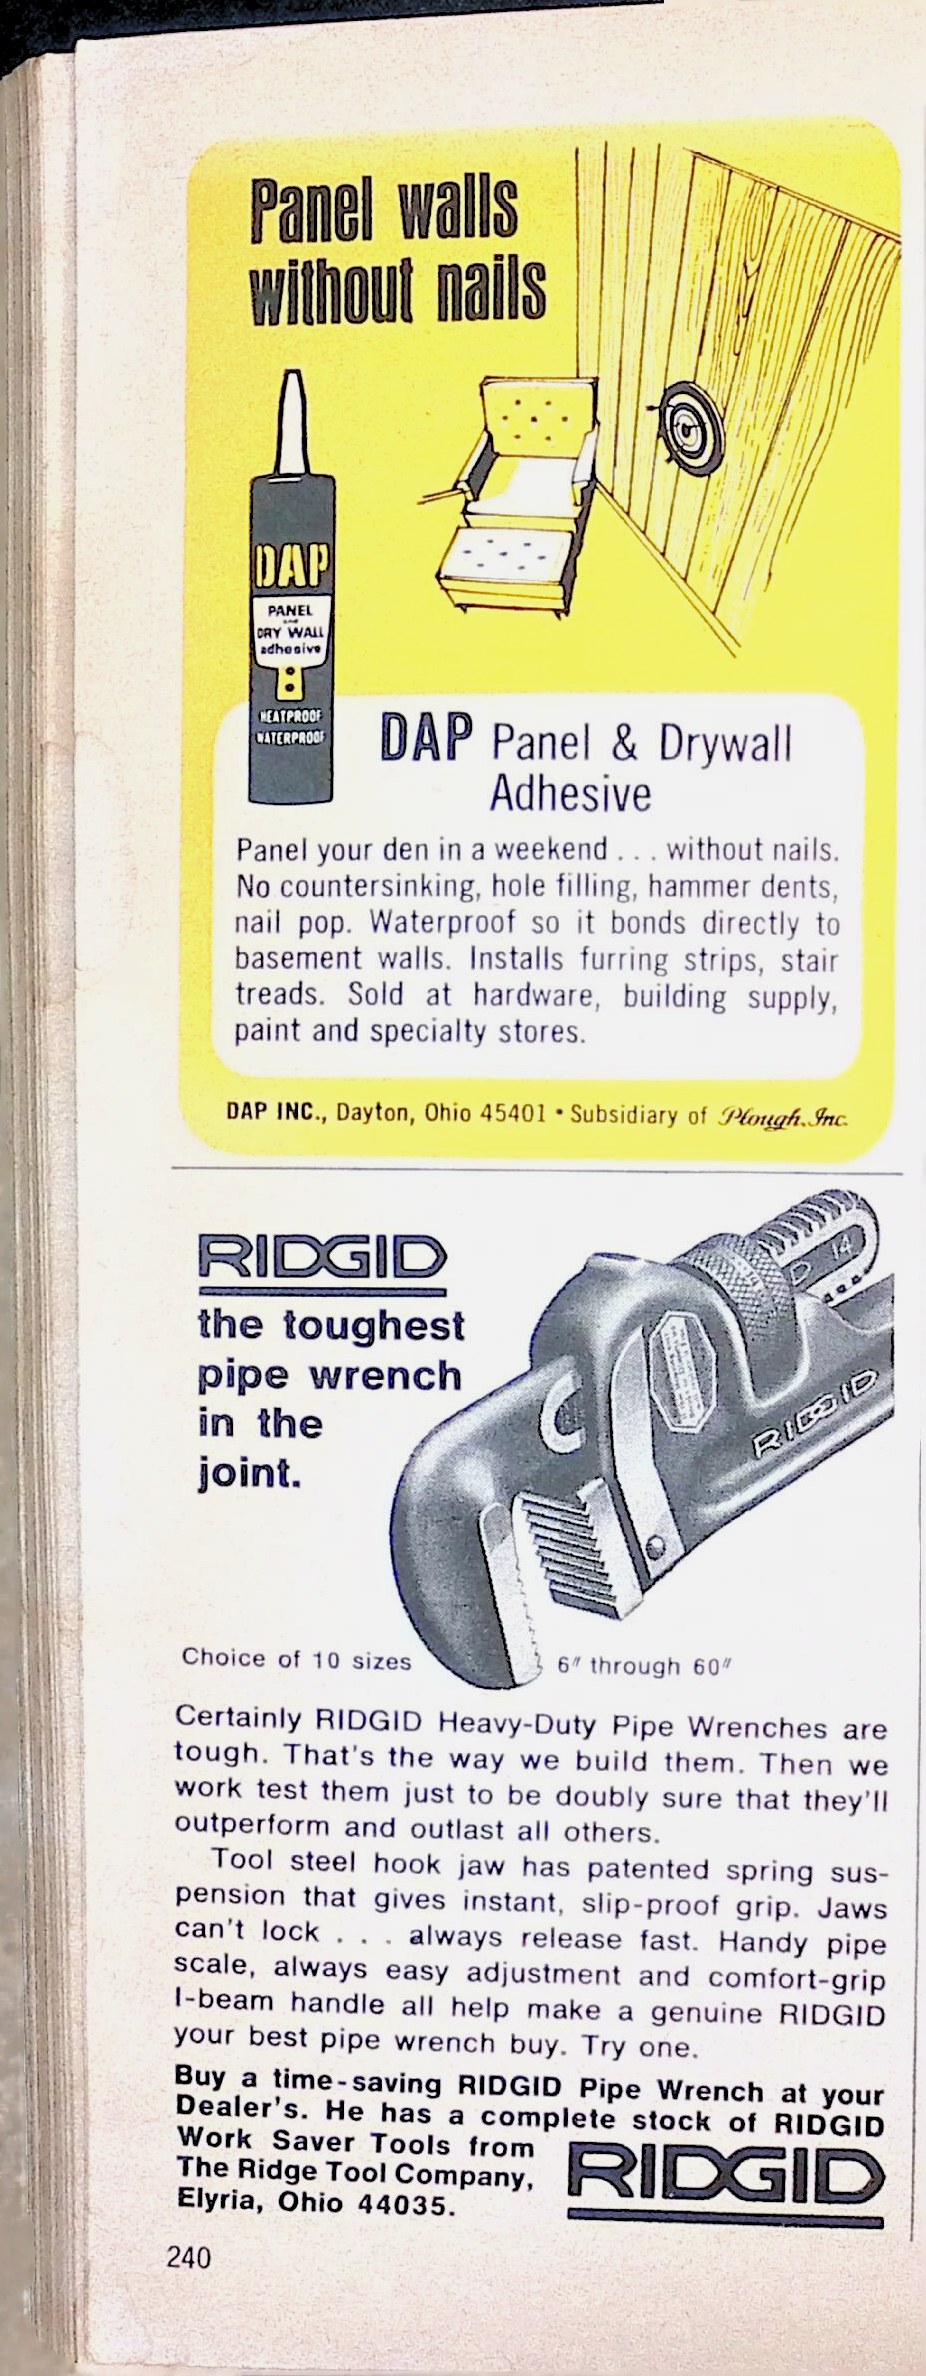 Panel walls
without nails
DAP
PANEL
and
DRY WALL
adhesive
HEATPROOF
WATERPROOF
DAP Panel & Drywall
Adhesive
Panel your den in a weekend . . . without nails.
No countersinking, hole filling, hammer dents,
nail pop. Waterproof so it bonds directly to
basement walls. Installs furring strips, stair
treads. Sold at hardware, building supply,
paint and specialty stores.
DAP INC., Dayton, Ohio 45401 • Subsidiary of Plough, Inc.
RIDGID
the toughest
pipe wrench
in the
joint.
D 14
RIDGID
Choice of 10 sizes 6" through 60"
Certainly RIDGID Heavy-Duty Pipe Wrenches are
tough. That's the way we build them. Then we
work test them just to be doubly sure that they'll
outperform and outlast all others.
Tool steel hook jaw has patented spring sus-
pension that gives instant, slip-proof grip. Jaws
can't lock . . . always release fast. Handy pipe
scale, always easy adjustment and comfort-grip
I-beam handle all help make a genuine RIDGID
your best pipe wrench buy. Try one.
Buy a time-saving RIDGID Pipe Wrench at your
Dealer's. He has a complete stock of RIDGID
Work Saver Tools from
The Ridge Tool Company,
Elyria, Ohio 44035.
RIDGID
240